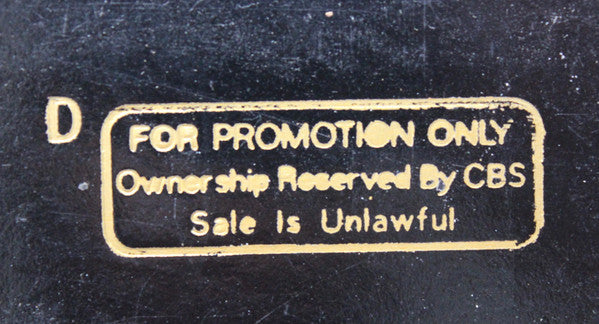 D
FOR PROMOTION ONLY
Ownership Reserved By CBS
Sale Is Unlawful